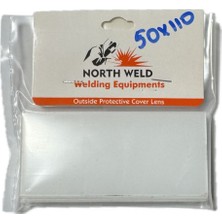 50x110
NORTH WELD
Welding Equipments
Outside Protective Cover Lens